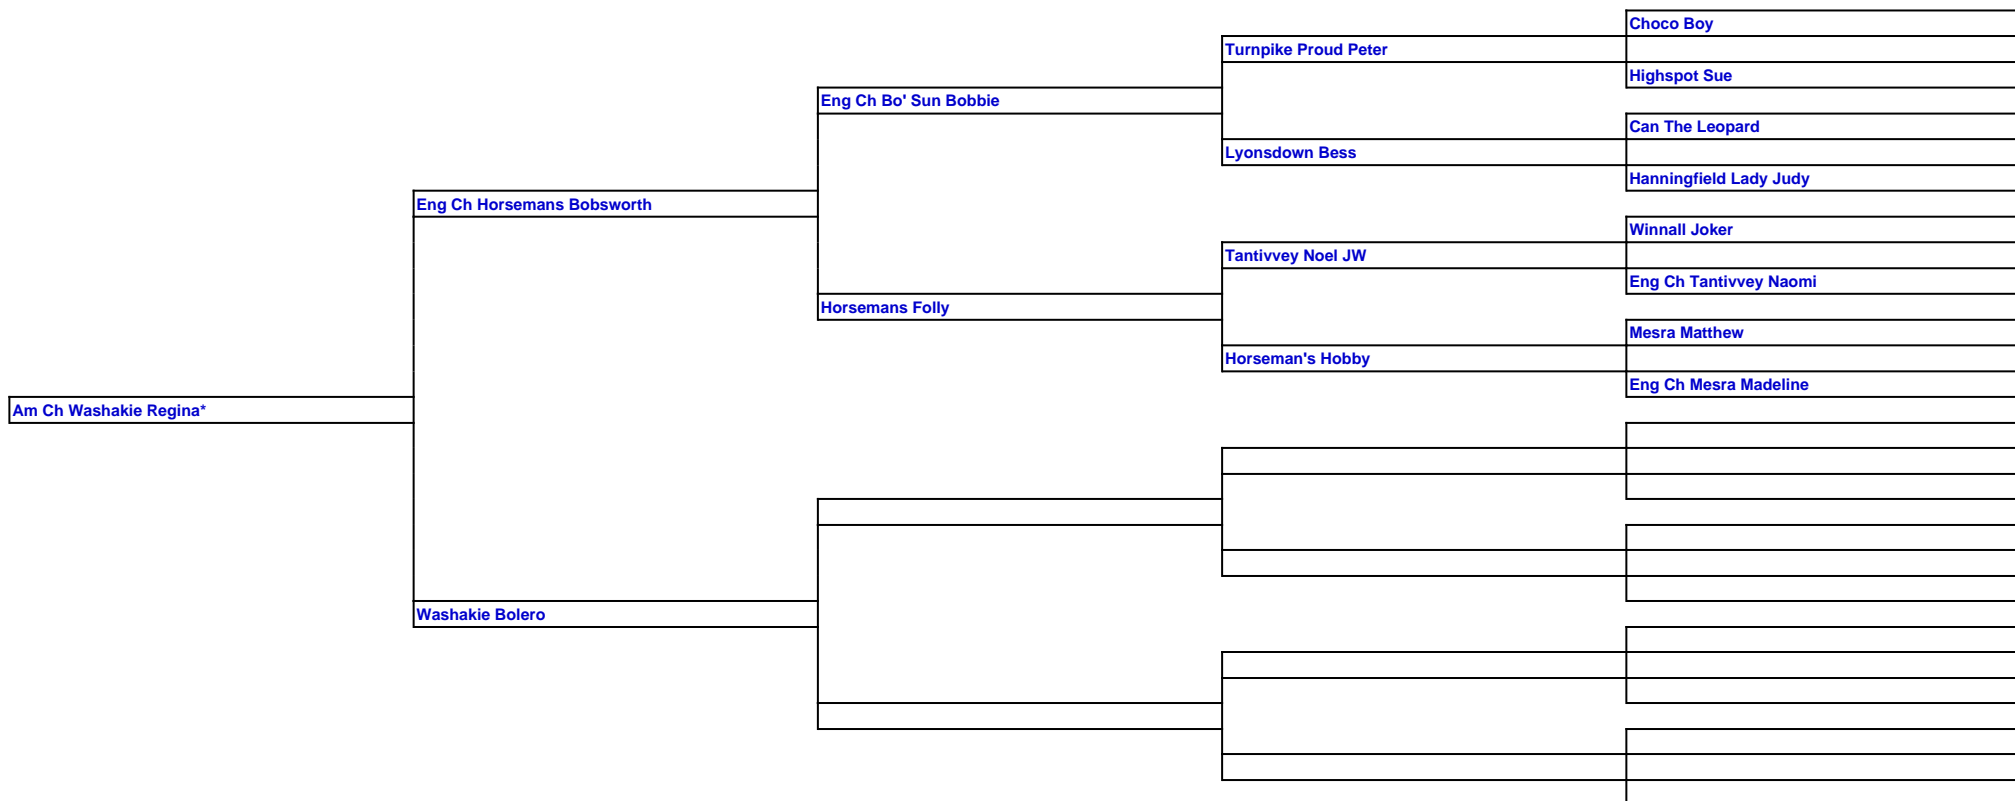 Choco Boy
Turnpike Proud Peter
Highspot Sue
Eng Ch Bo' Sun Bobbie
Can The Leopard
Lyonsdown Bess
Hanningfield Lady Judy
Eng Ch Horsemans Bobsworth
Winnall Joker
Tantivvey Noel JW
Eng Ch Tantivvey Naomi
Horsemans Folly
Mesra Matthew
Horseman's Hobby
Eng Ch Mesra Madeline
Am Ch Washakie Regina*
Washakie Bolero